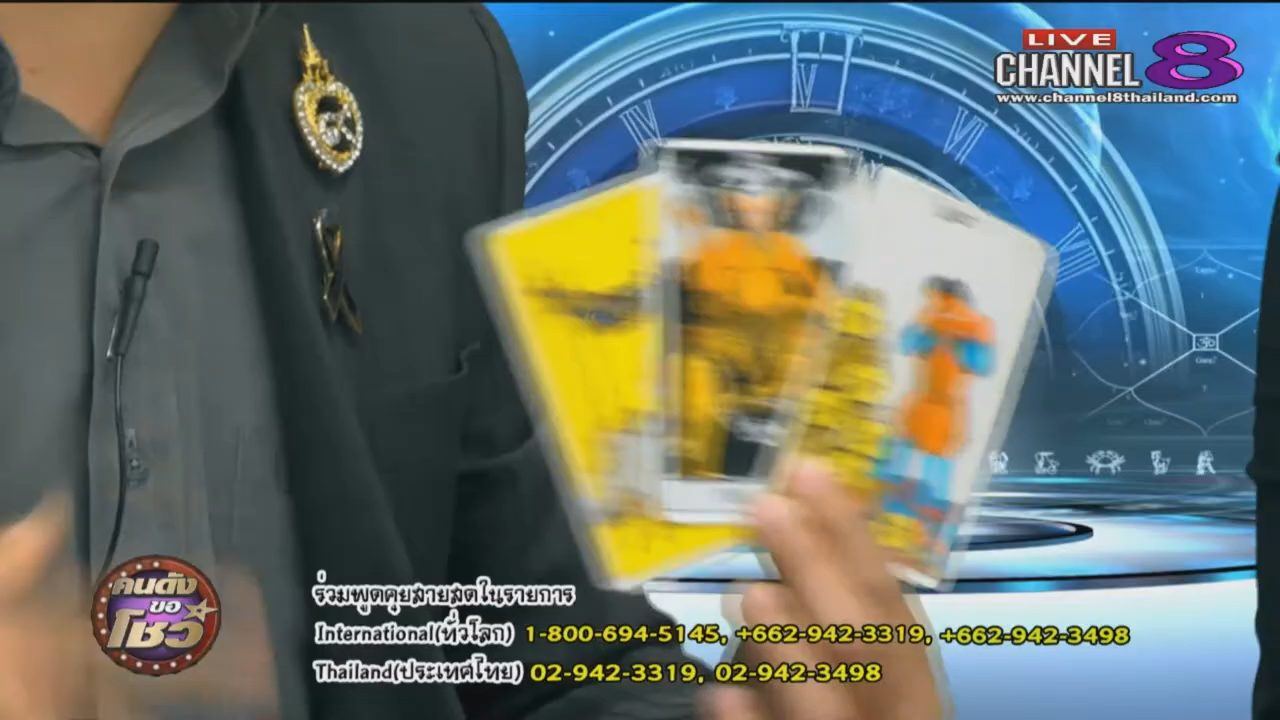 LIVE
CHANNEL 8
www.channel8thailand.com
คนดัง
ขอ
โชว์
ร่วมพูดคุยสายสดในรายการ
International(ทั่วโลก) 1-800-694-5145, +662-942-3319, +662-942-3498
Thailand(ประเทศไทย) 02-942-3319, 02-942-3498